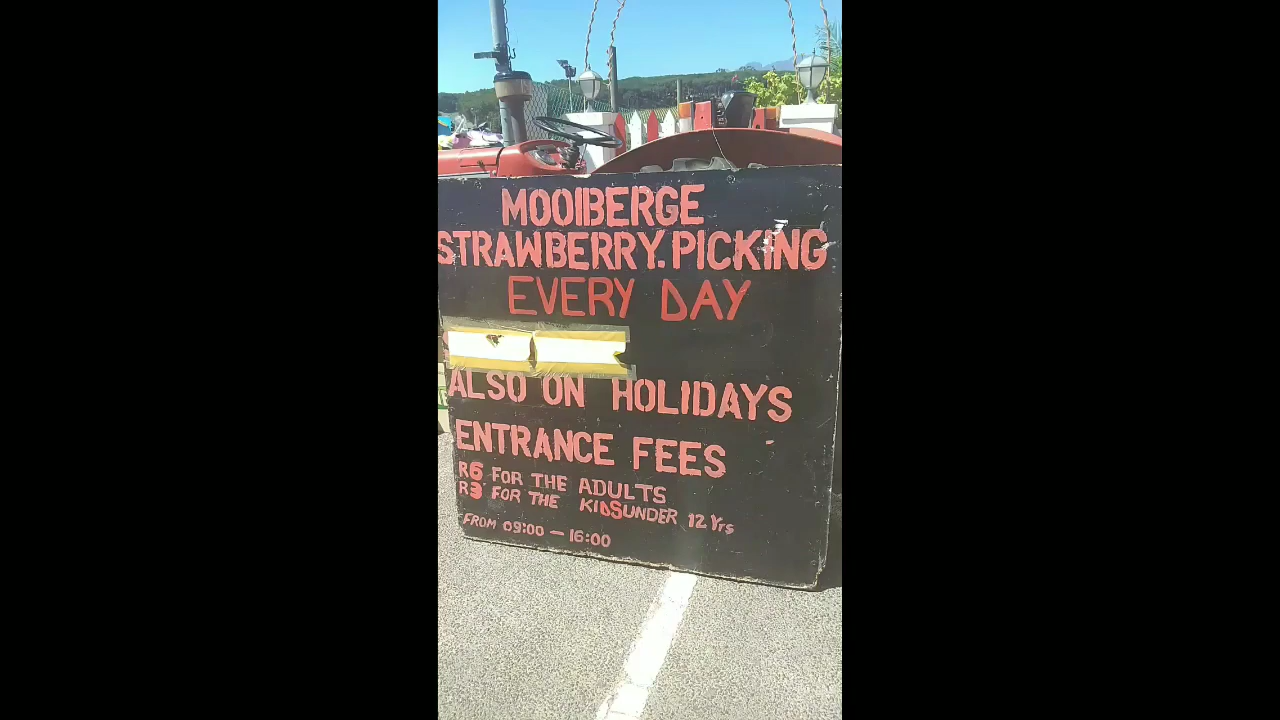 MOOIBERGE
STRAWBERRY.PICKING
EVERY DAY
ALSO ON HOLIDAYS
ENTRANCE FEES
R6 FOR THE ADULTS
R3 FOR THE KIDSUNDER 12 Yrs
FROM 09:00 — 16:00